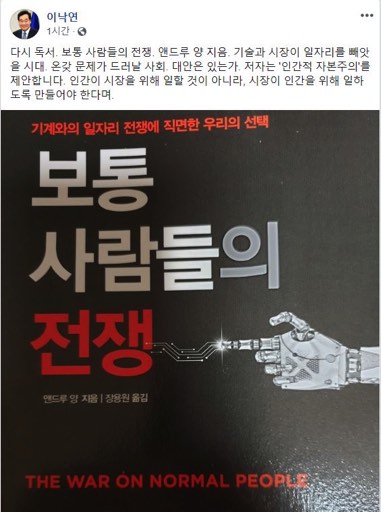 이낙연
1시간 ·
다시 독서. 보통 사람들의 전쟁. 앤드루 양 지음. 기술과 시장이 일자리를 빼앗
을 시대. 온갖 문제가 드러날 사회. 대안은 있는가. 저자는 '인간적 자본주의'를
제안합니다. 인간이 시장을 위해 일할 것이 아니라, 시장이 인간을 위해 일하
도록 만들어야 한다며.
기계와의 일자리 전쟁에 직면한 우리의 선택
보통
사람들의
전쟁
앤드루 양 지음 | 장용원 옮김
THE WAR ON NORMAL PEOPLE